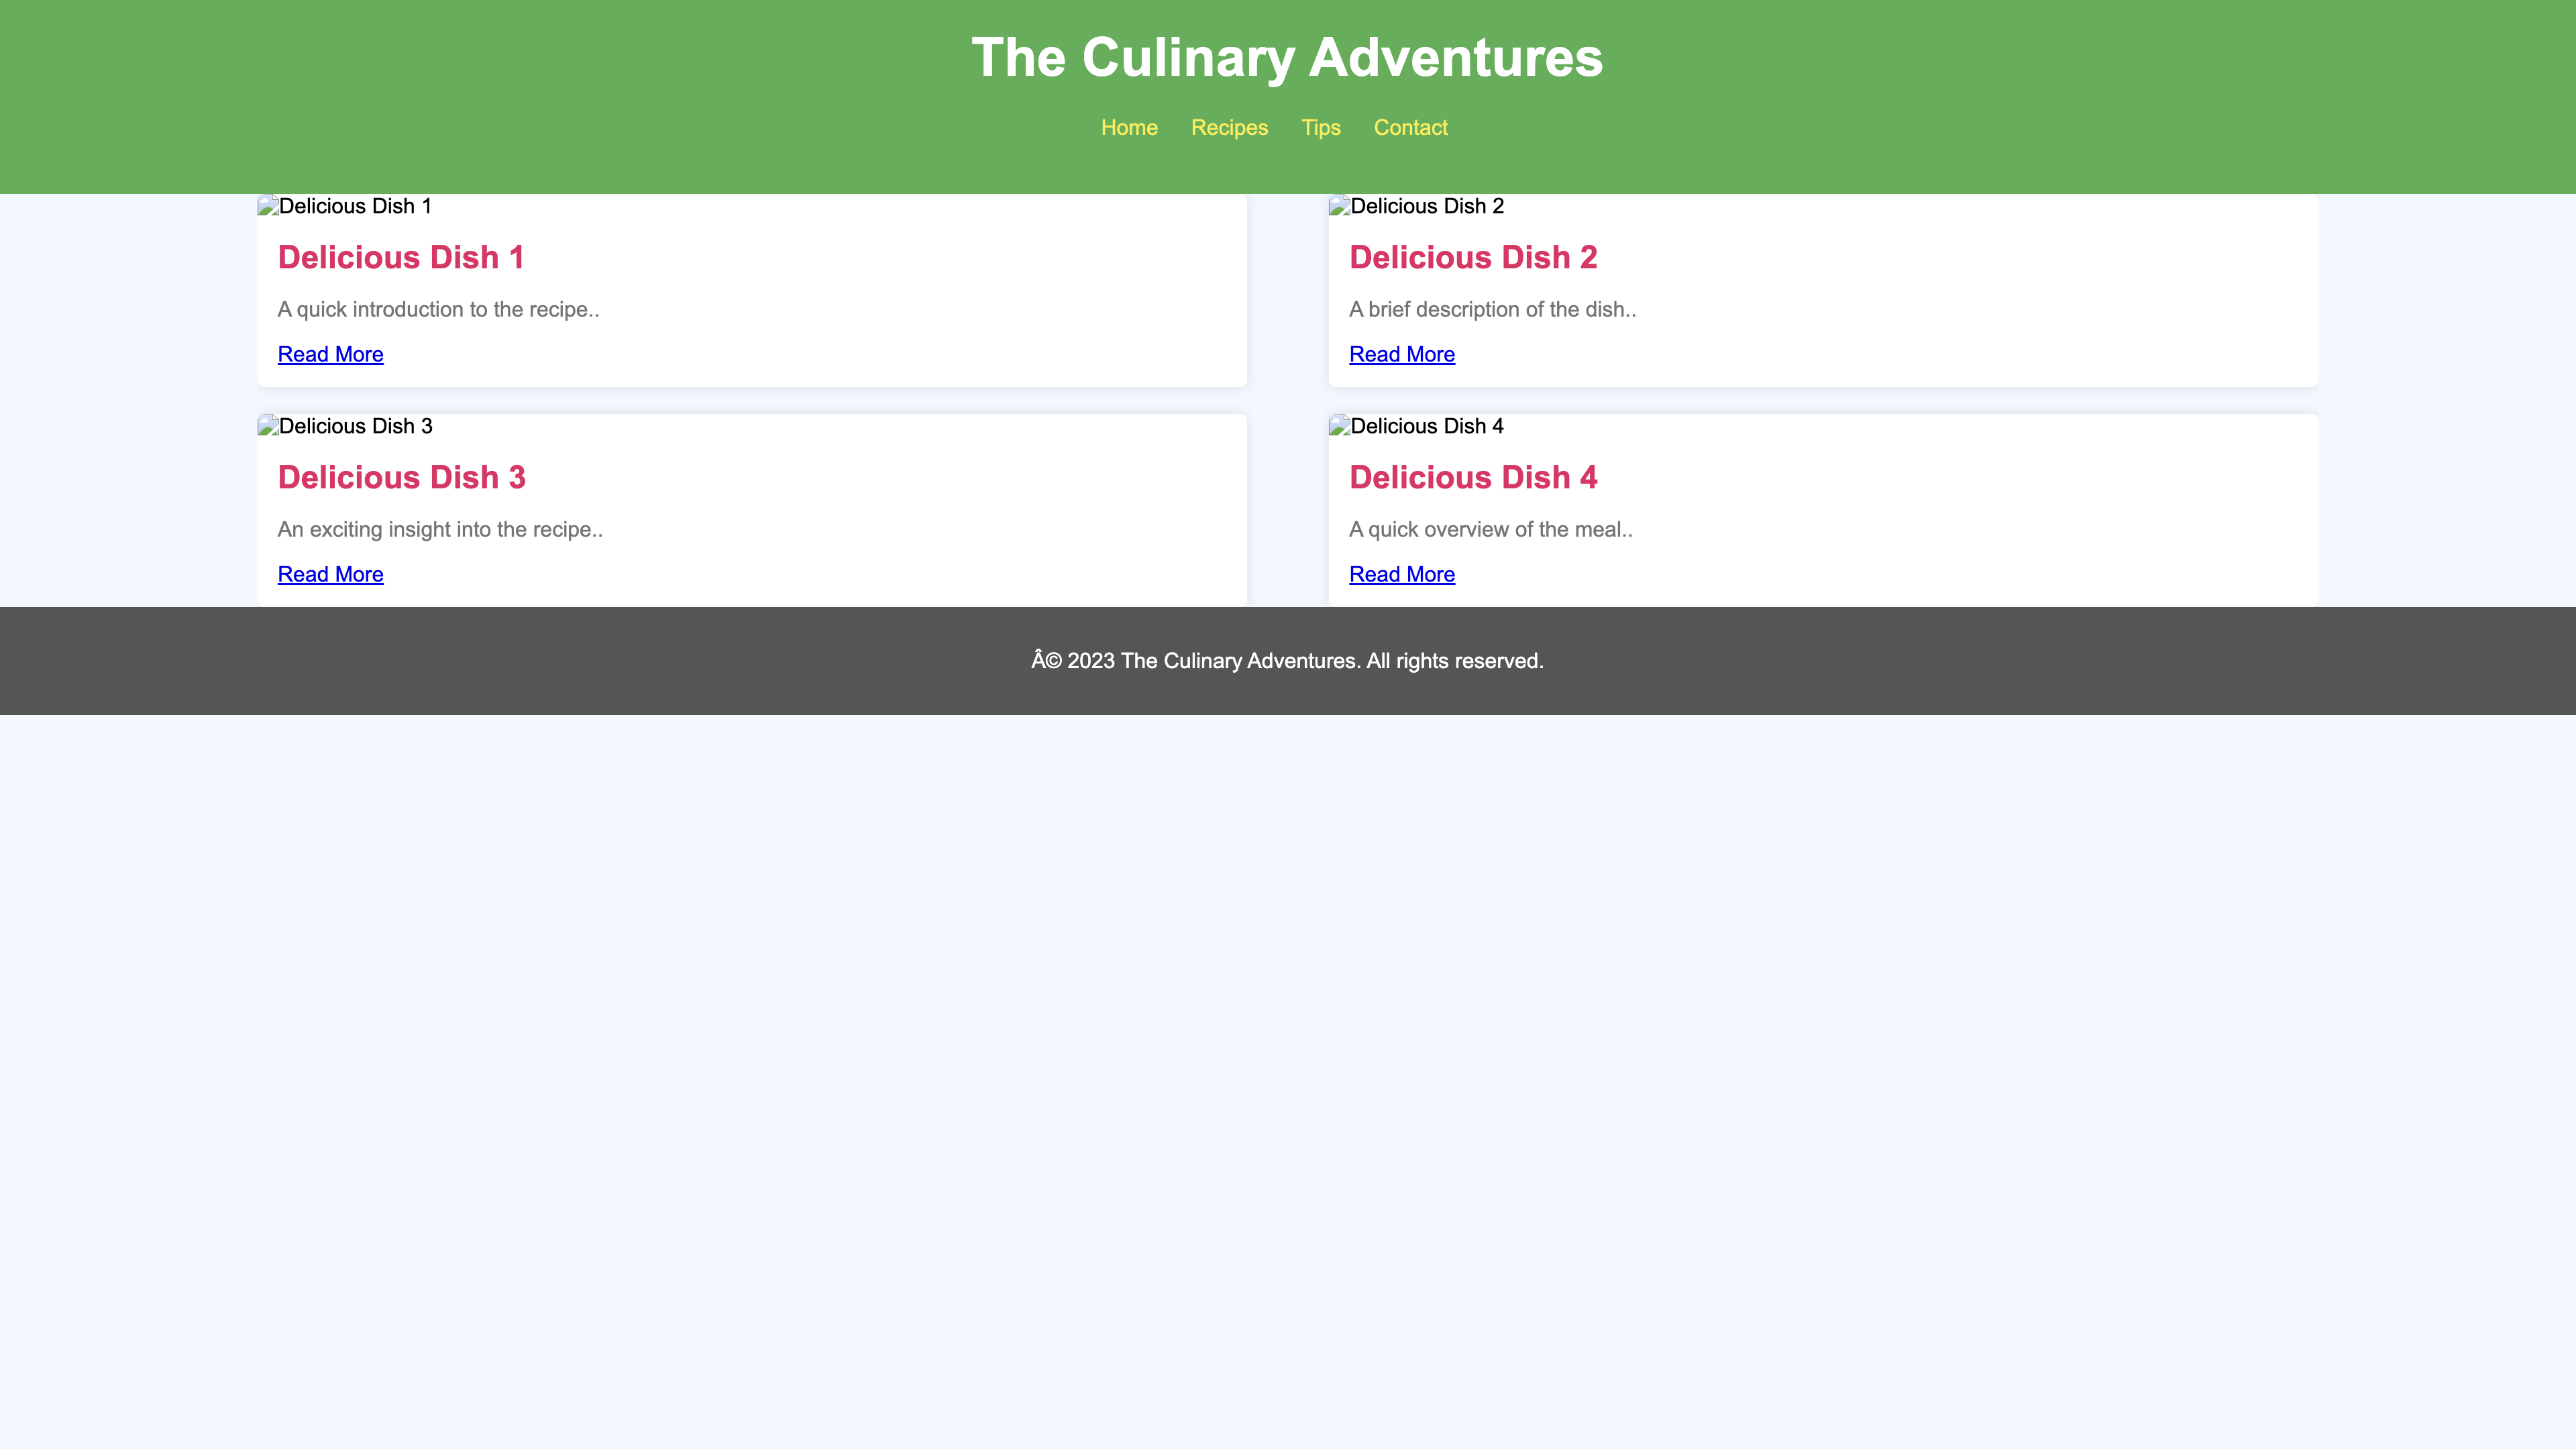 The Culinary Adventures
Home Recipes Tips Contact
Delicious Dish 1
Delicious Dish 1
A quick introduction to the recipe..
Read More
Delicious Dish 2
Delicious Dish 2
A brief description of the dish..
Read More
Delicious Dish 3
Delicious Dish 3
An exciting insight into the recipe..
Read More
Delicious Dish 4
Delicious Dish 4
A quick overview of the meal..
Read More
Â© 2023 The Culinary Adventures. All rights reserved.